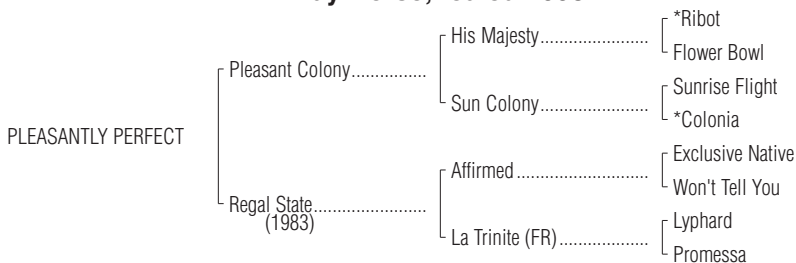 *Ribot
His Majesty........................
Flower Bowl
Pleasant Colony................
Sunrise Flight
Sun Colony........................
*Colonia
PLEASANTLY PERFECT
Exclusive Native
Affirmed.............................
Won't Tell You
Regal State........................
(1983)
Lyphard
La Trinite (FR)....................
Promessa